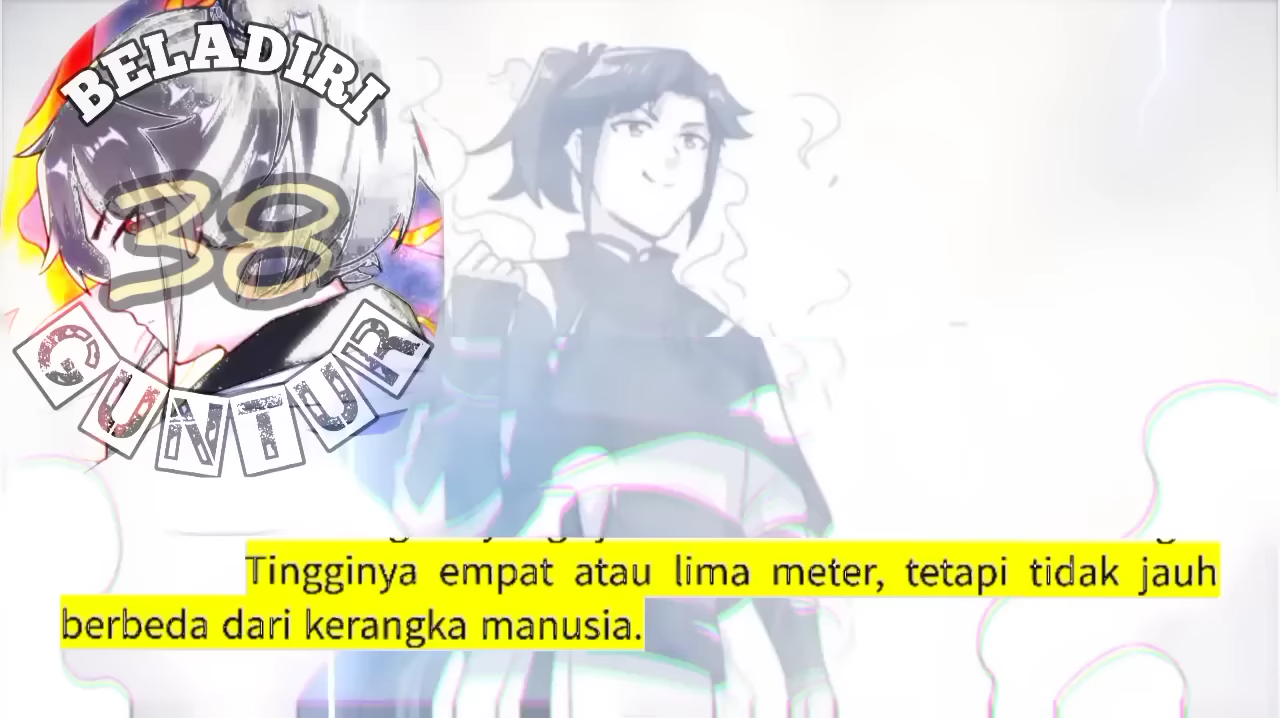 BELADIRI
38
GUNTUR
Tingginya empat atau lima meter, tetapi tidak jauh
berbeda dari kerangka manusia.